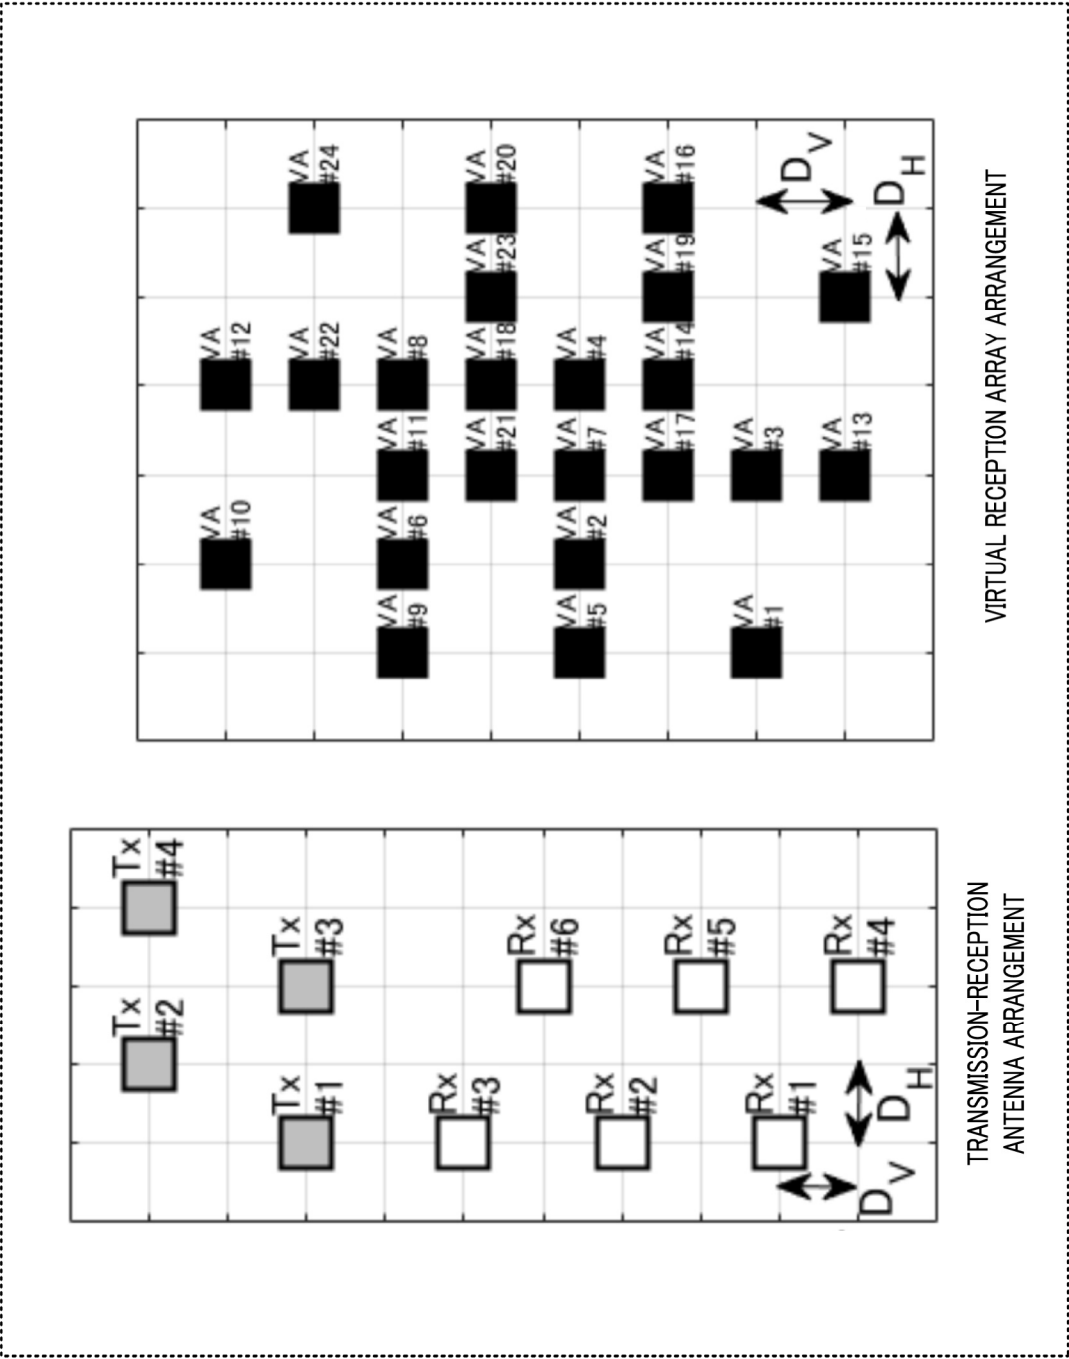 Tx
#2
Tx
#4
Tx
#1
Tx
#3
Rx
#3
Rx
#6
Rx
#2
Rx
#5
Rx
#1
Rx
#4
DV
DH
TRANSMISSION-RECEPTION
ANTENNA ARRANGEMENT
VA
#10
VA
#12
VA
#22
VA
#24
VA
#9
VA
#6
VA
#11
VA
#8
VA
#21
VA
#18
VA
#23
VA
#20
VA
#5
VA
#2
VA
#7
VA
#4
VA
#17
VA
#14
VA
#19
VA
#16
VA
#1
VA
#3
DV
VA
#13
VA
#15
DH
VIRTUAL RECEPTION ARRAY ARRANGEMENT